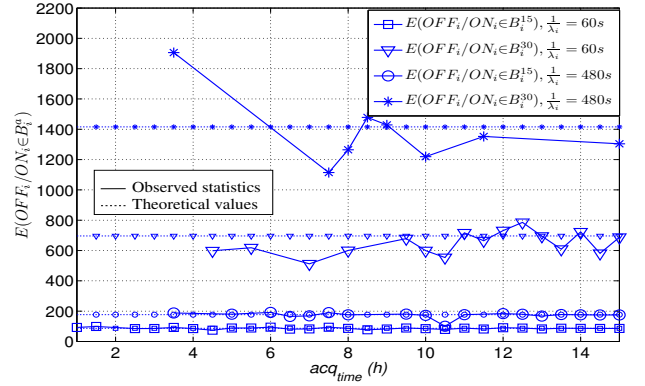 2200
2000
1800
1600
1400
1200
1000
800
600
400
200
0
E(OFF_i/ON_i∈B_i^a)
E(OFF_i/ON_i∈B_i^15), 1/λ_i = 60s
E(OFF_i/ON_i∈B_i^30), 1/λ_i = 60s
E(OFF_i/ON_i∈B_i^15), 1/λ_i = 480s
E(OFF_i/ON_i∈B_i^30), 1/λ_i = 480s
Observed statistics
Theoretical values
2 4 6 8 10 12 14
acq_time (h)